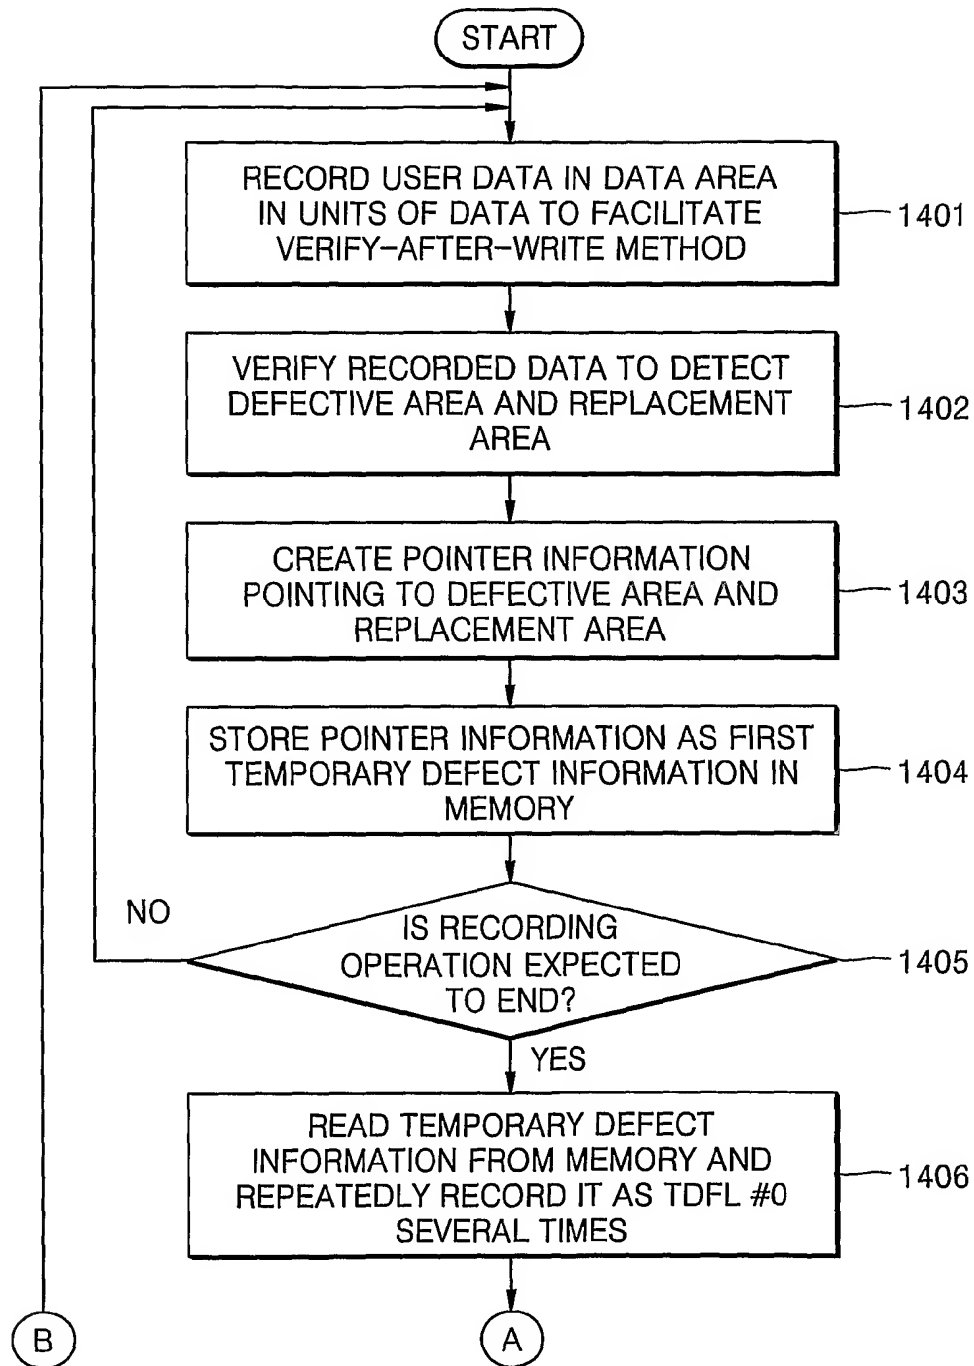 START
RECORD USER DATA IN DATA AREA
IN UNITS OF DATA TO FACILITATE
VERIFY-AFTER-WRITE METHOD
1401
VERIFY RECORDED DATA TO DETECT
DEFECTIVE AREA AND REPLACEMENT
AREA
1402
CREATE POINTER INFORMATION
POINTING TO DEFECTIVE AREA AND
REPLACEMENT AREA
1403
STORE POINTER INFORMATION AS FIRST
TEMPORARY DEFECT INFORMATION IN
MEMORY
1404
NO
IS RECORDING
OPERATION EXPECTED
TO END?
1405
YES
READ TEMPORARY DEFECT
INFORMATION FROM MEMORY AND
REPEATEDLY RECORD IT AS TDFL #0
SEVERAL TIMES
1406
B
A